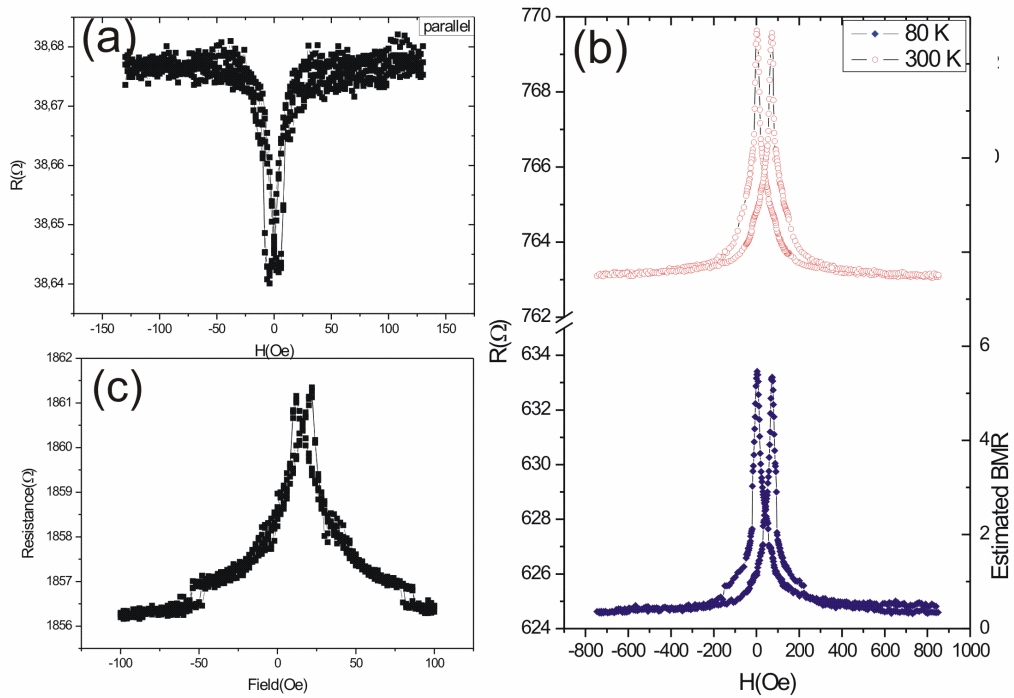 (a)
parallel
38,68
38,67
38,66
38,65
38,64
R(Ω)
-150 -100 -50 0 50 100 150
H(Oe)
(c)
1862
1861
1860
1859
1858
1857
1856
Resistance(Ω)
-100 -50 0 50 100
Field(Oe)
(b)
80 K
300 K
770
768
766
764
762
634
632
630
628
626
624
R(Ω)
6
4
2
0
Estimated BMR
-800 -600 -400 -200 0 200 400 600 800 1000
H(Oe)